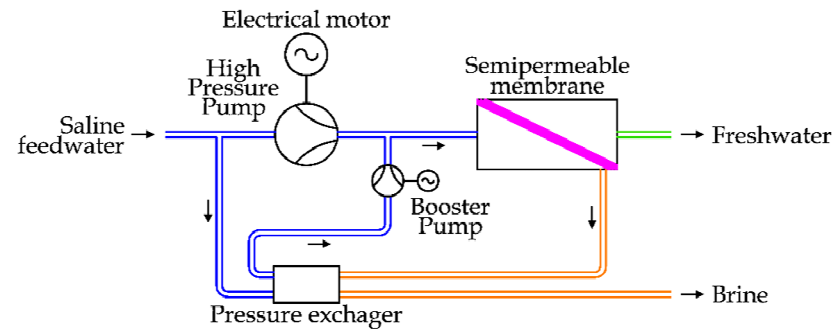 Electrical motor
High
Pressure
Pump
Semipermeable
membrane
Saline
feedwater
Freshwater
Booster
Pump
Brine
Pressure exchager